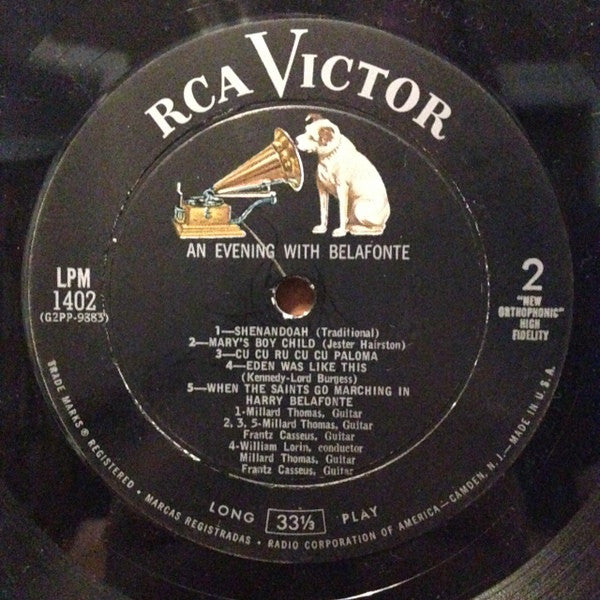 RCA VICTOR
AN EVENING WITH BELAFONTE
LPM
1402
(G2PP-9383)
2
"NEW
ORTHOPHONIC"
HIGH
FIDELITY
1—SHENANDOAH (Traditional)
2—MARY'S BOY CHILD (Jester Hairston)
3—CU CU RU CU CU PALOMA
4—EDEN WAS LIKE THIS
(Kennedy-Lord Burgess)
5—WHEN THE SAINTS GO MARCHING IN
HARRY BELAFONTE
1-Millard Thomas, Guitar
2, 3, 5-Millard Thomas, Guitar
Frantz Casseus, Guitar
4-William Lorin, conductor
Millard Thomas, Guitar
Frantz Casseus, Guitar
LONG 33⅓ PLAY
TRADE MARKS ® REGISTERED • MARCAS REGISTRADAS • RADIO CORPORATION OF AMERICA—CAMDEN, N. J.—MADE IN U.S.A.